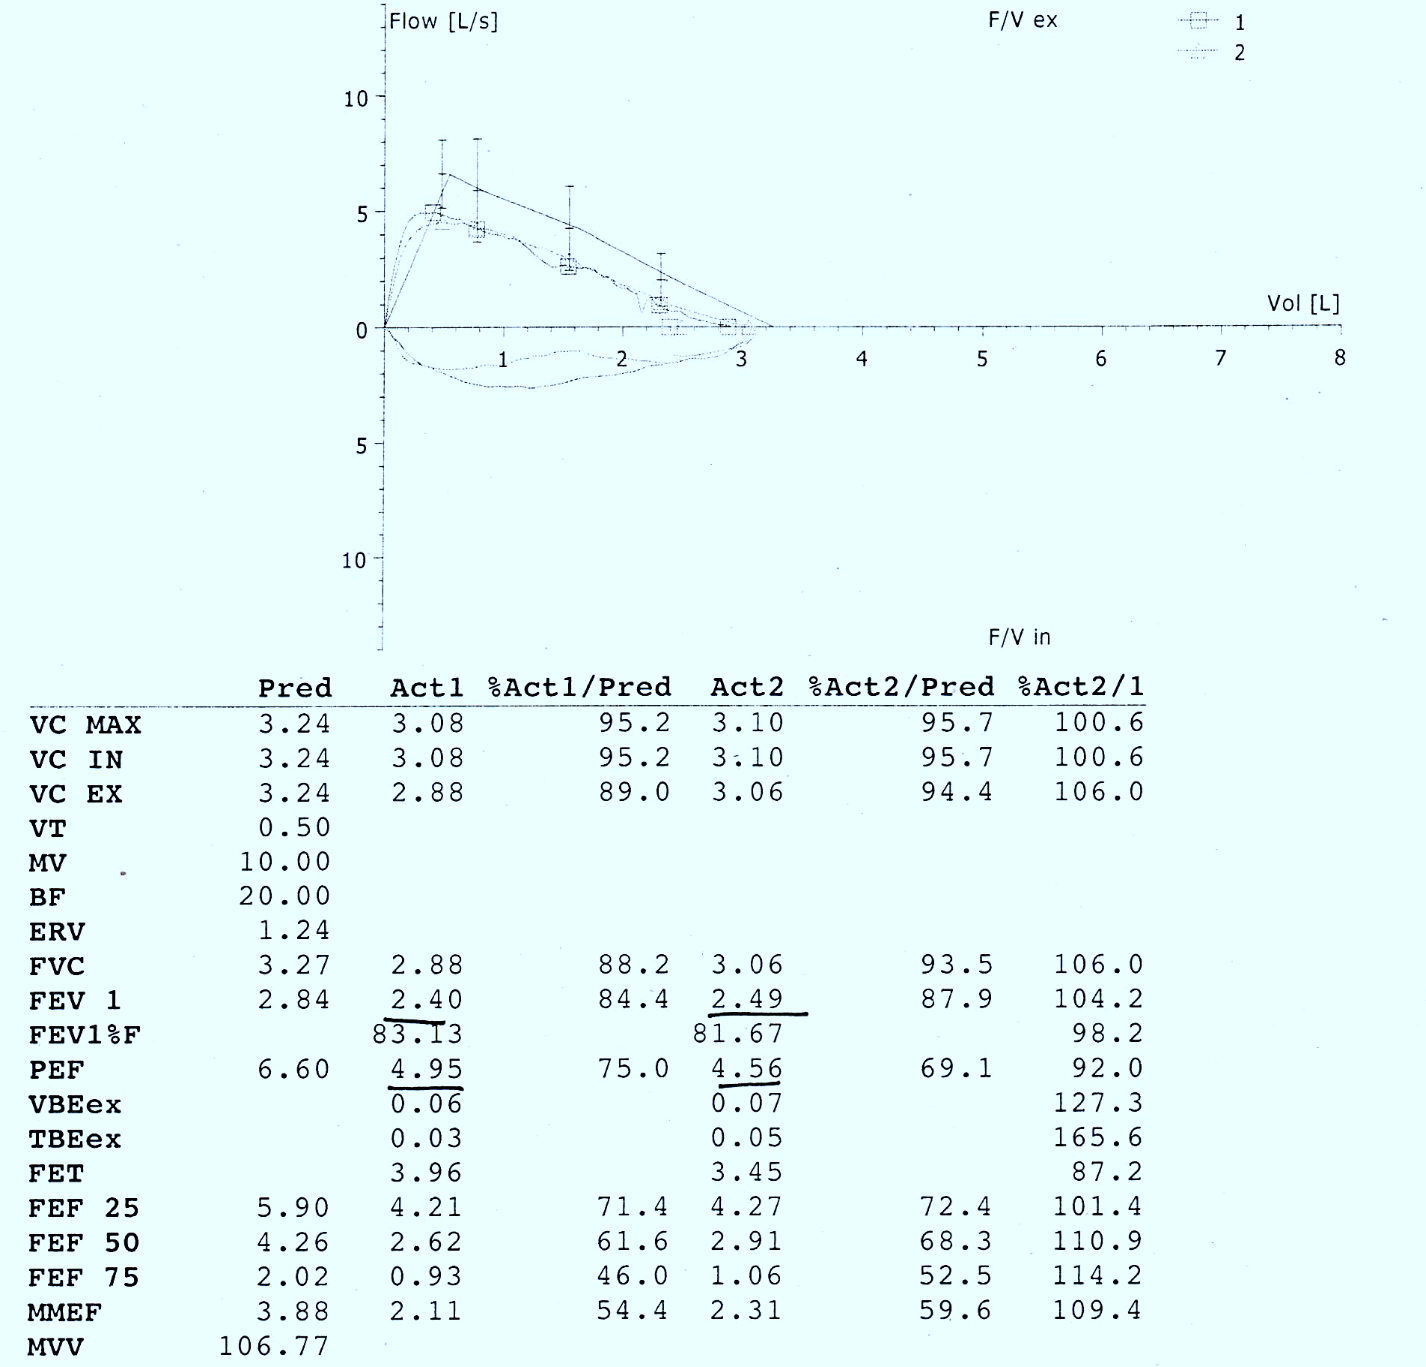 Flow [L/s] F/V ex 1
2
10
5
0
Vol [L]
1 2 3 4 5 6 7 8
5
10
F/V in
Pred Act1 %Act1/Pred Act2 %Act2/Pred %Act2/1
VC MAX 3.24 3.08 95.2 3.10 95.7 100.6
VC IN 3.24 3.08 95.2 3.10 95.7 100.6
VC EX 3.24 2.88 89.0 3.06 94.4 106.0
VT 0.50
MV 10.00
BF 20.00
ERV 1.24
FVC 3.27 2.88 88.2 3.06 93.5 106.0
FEV 1 2.84 2.40 84.4 2.49 87.9 104.2
FEV1%F 83.13 81.67 98.2
PEF 6.60 4.95 75.0 4.56 69.1 92.0
VBEex 0.06 0.07 127.3
TBEex 0.03 0.05 165.6
FET 3.96 3.45 87.2
FEF 25 5.90 4.21 71.4 4.27 72.4 101.4
FEF 50 4.26 2.62 61.6 2.91 68.3 110.9
FEF 75 2.02 0.93 46.0 1.06 52.5 114.2
MMEF 3.88 2.11 54.4 2.31 59.6 109.4
MVV 106.77